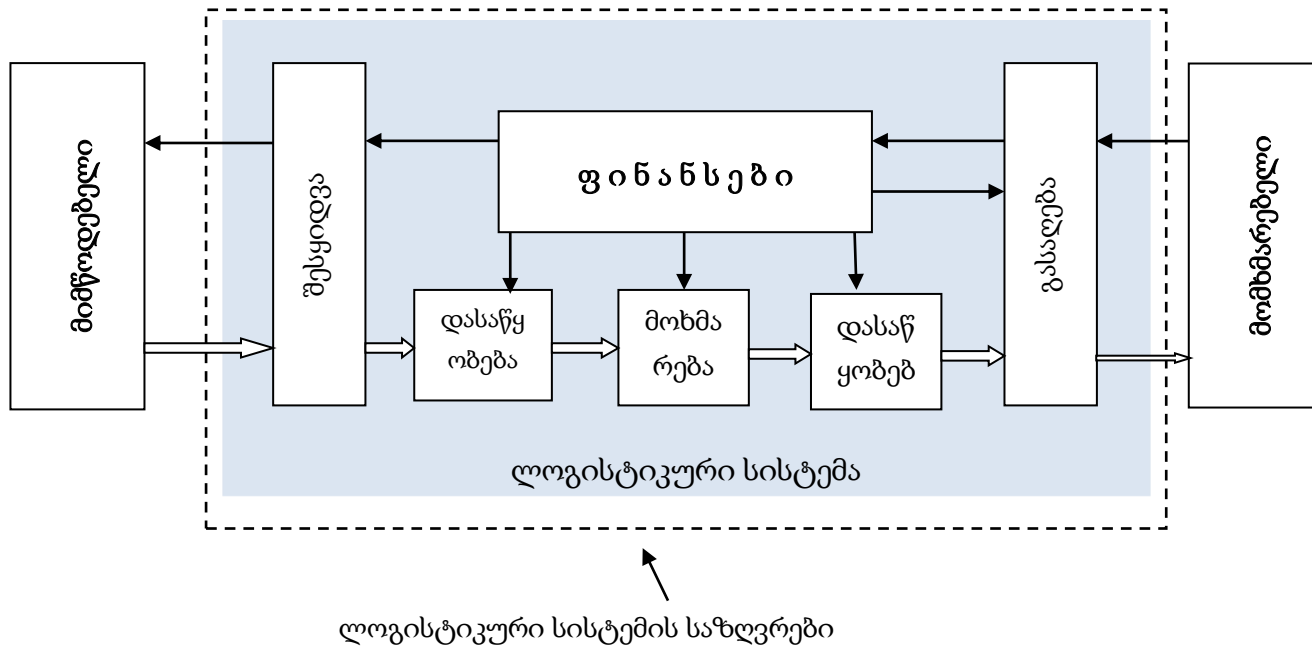 მიმწოდებელი
შესყიდვა
ფინანსები
გასაღება
მომხმარებელი
დასაწყ
ობება
მოხმა
რება
დასაწ
ყობებ
ლოგისტიკური სისტემა
ლოგისტიკური სისტემის საზღვრები